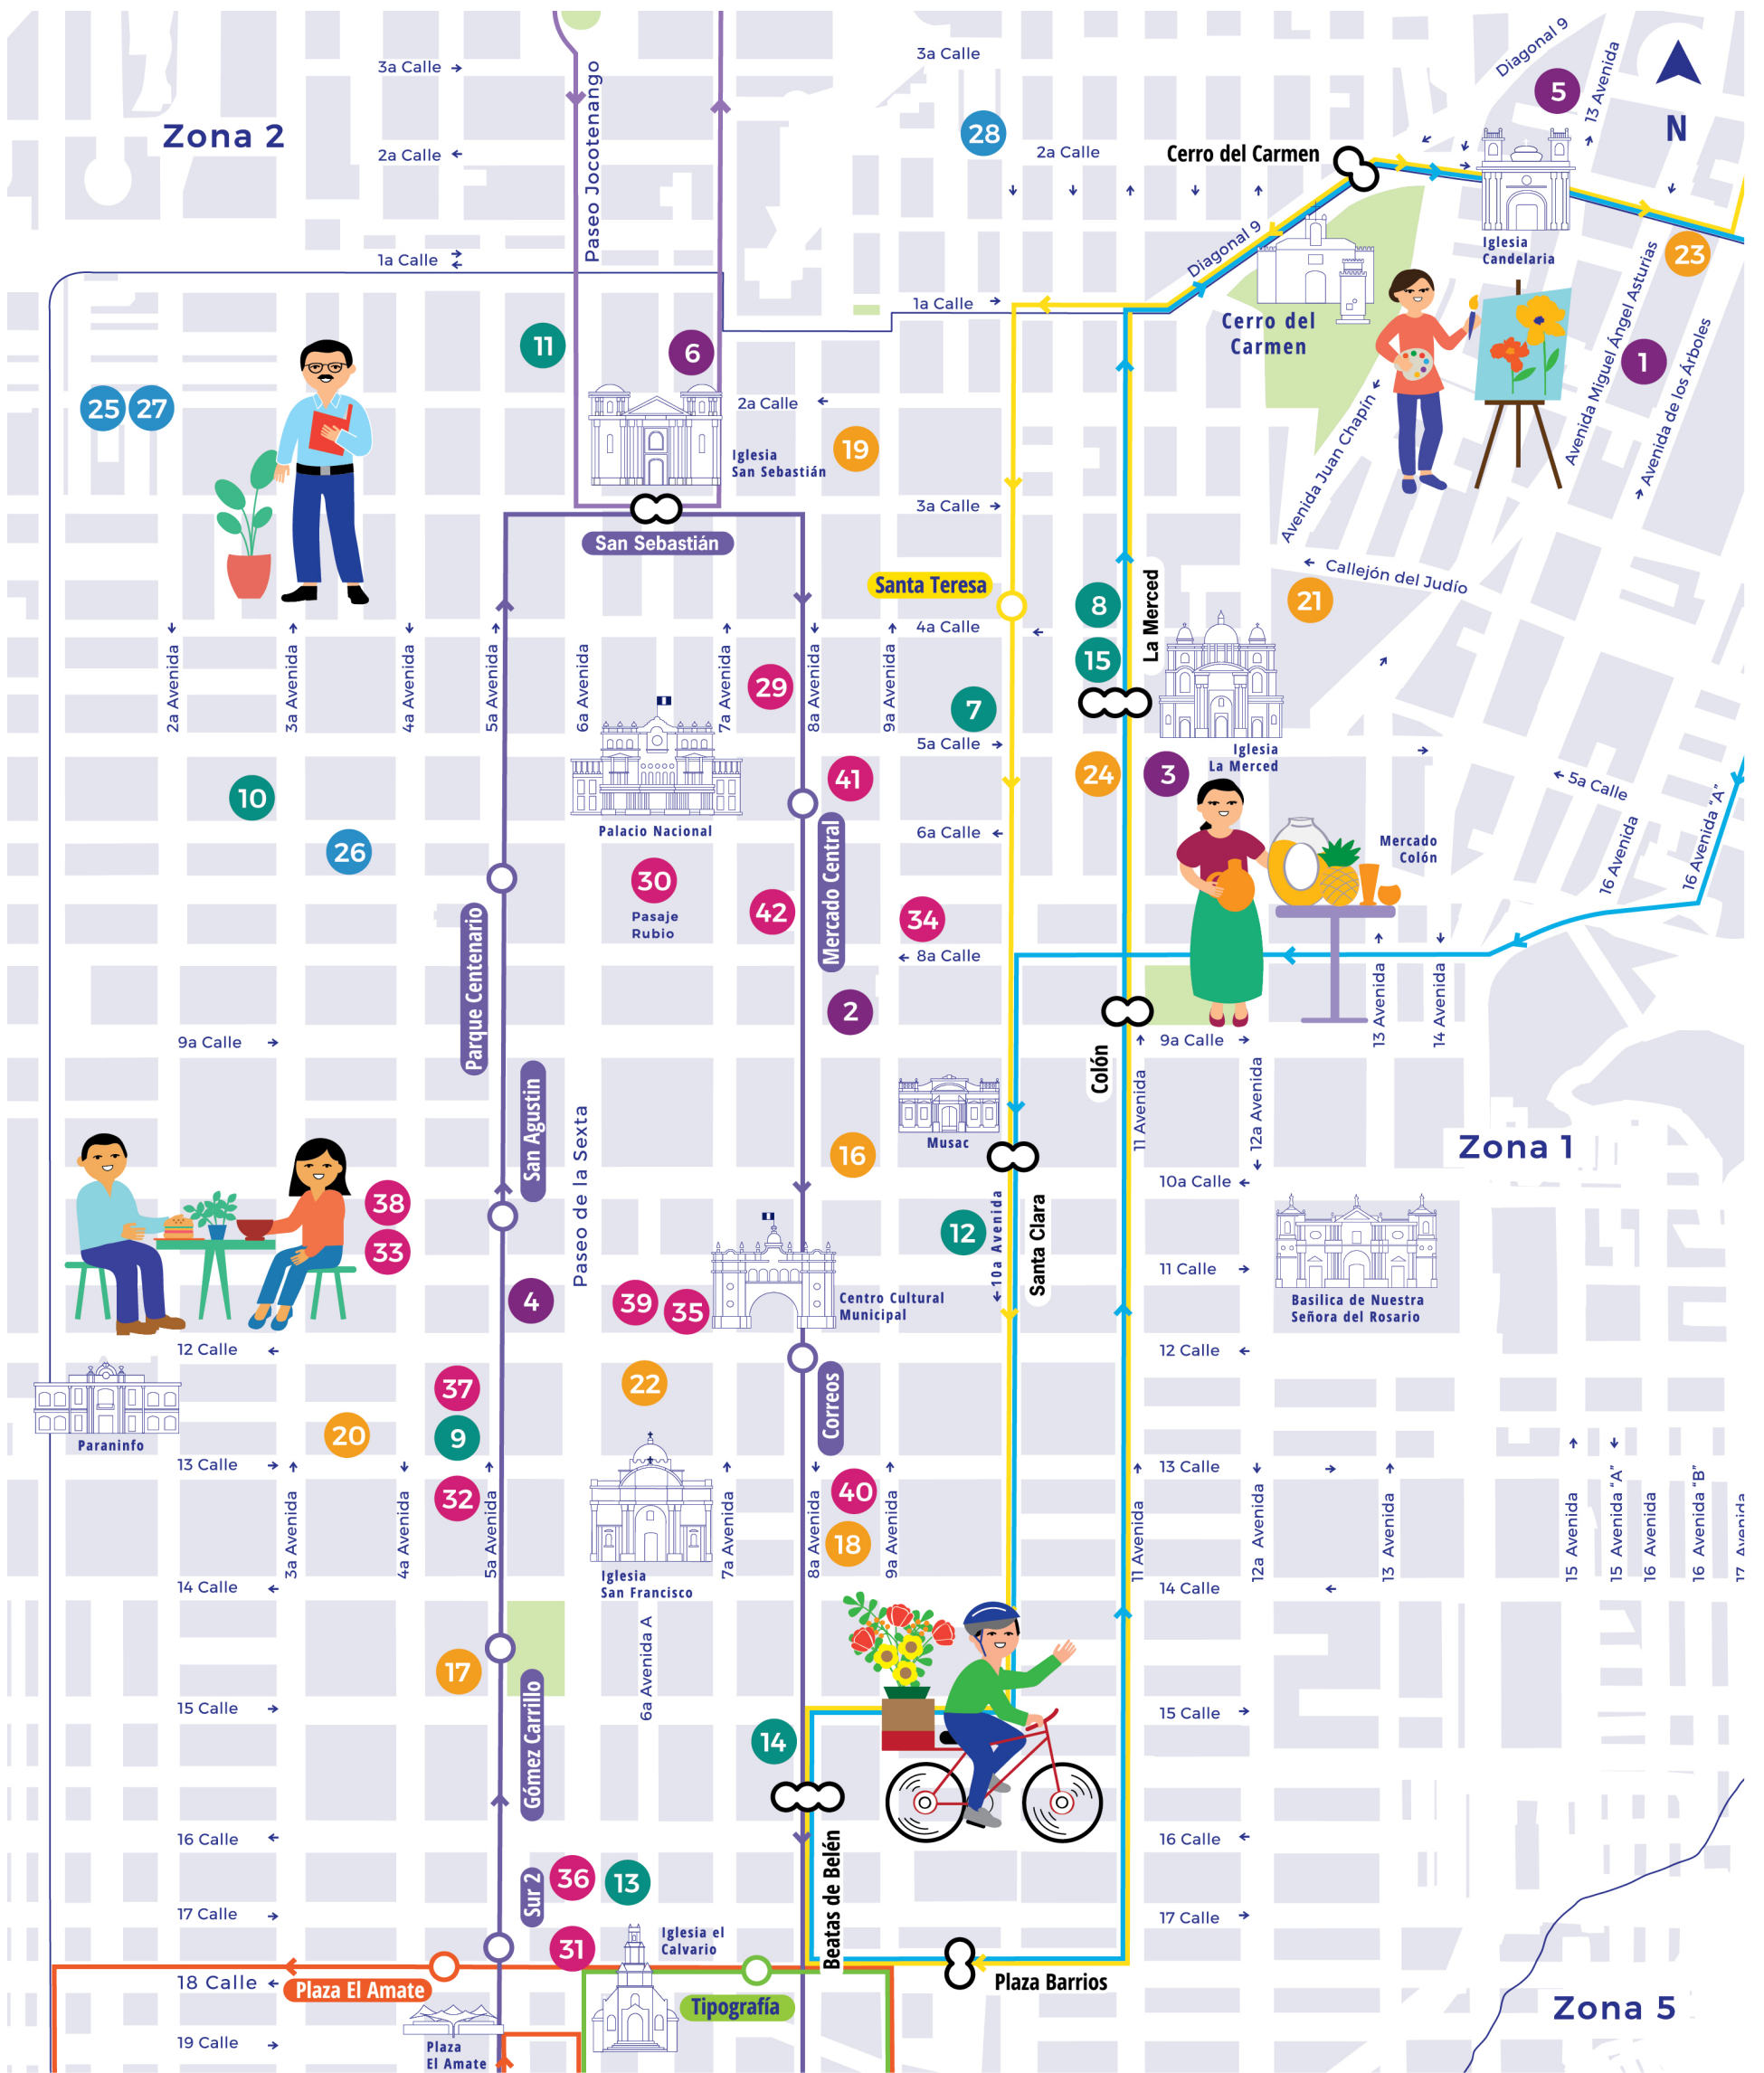 3a Calle
3a Calle
Diagonal 9
13 Avenida
5
Zona 2
Paseo Jocotenango
28
N
2a Calle
2a Calle
Cerro del Carmen
1a Calle
Diagonal 9
Iglesia
Candelaria
23
1a Calle
Cerro del
Carmen
Avenida Miguel Ángel Asturias
1
Avenida de los Árboles
11
6
25
27
2a Calle
19
Iglesia
San Sebastián
Avenida Juan Chapín
3a Calle
San Sebastián
Santa Teresa
Callejón del Judío
8
La Merced
21
4a Calle
15
2a Avenida
3a Avenida
4a Avenida
5a Avenida
6a Avenida
7a Avenida
8a Avenida
9a Avenida
29
7
5a Calle
Iglesia
La Merced
24
3
41
5a Calle
10
26
Palacio Nacional
6a Calle
Mercado
Colón
16 Avenida
16 Avenida "A"
30
Pasaje
Rubio
42
Mercado Central
34
8a Calle
Parque Centenario
2
13 Avenida
14 Avenida
9a Calle
9a Calle
Colón
San Agustin
Paseo de la Sexta
Musac
11 Avenida
12a Avenida
Zona 1
16
10a Calle
38
33
12
10a Avenida
Santa Clara
11 Calle
4
39
35
Centro Cultural
Municipal
Basilica de Nuestra
Señora del Rosario
12 Calle
12 Calle
37
22
Correos
20
9
Paraninfo
13 Calle
13 Calle
32
40
18
3a Avenida
4a Avenida
5a Avenida
7a Avenida
8a Avenida
9a Avenida
11 Avenida
12a Avenida
13 Avenida
15 Avenida
15 Avenida "A"
16 Avenida
16 Avenida "B"
17 Avenida
Iglesia
San Francisco
14 Calle
14 Calle
6a Avenida A
17
Gómez Carrillo
15 Calle
15 Calle
14
16 Calle
16 Calle
Beatas de Belén
Sur 2
36
13
17 Calle
17 Calle
31
Iglesia el
Calvario
18 Calle
Plaza El Amate
Plaza Barrios
Tipografía
Zona 5
19 Calle
Plaza
El Amate